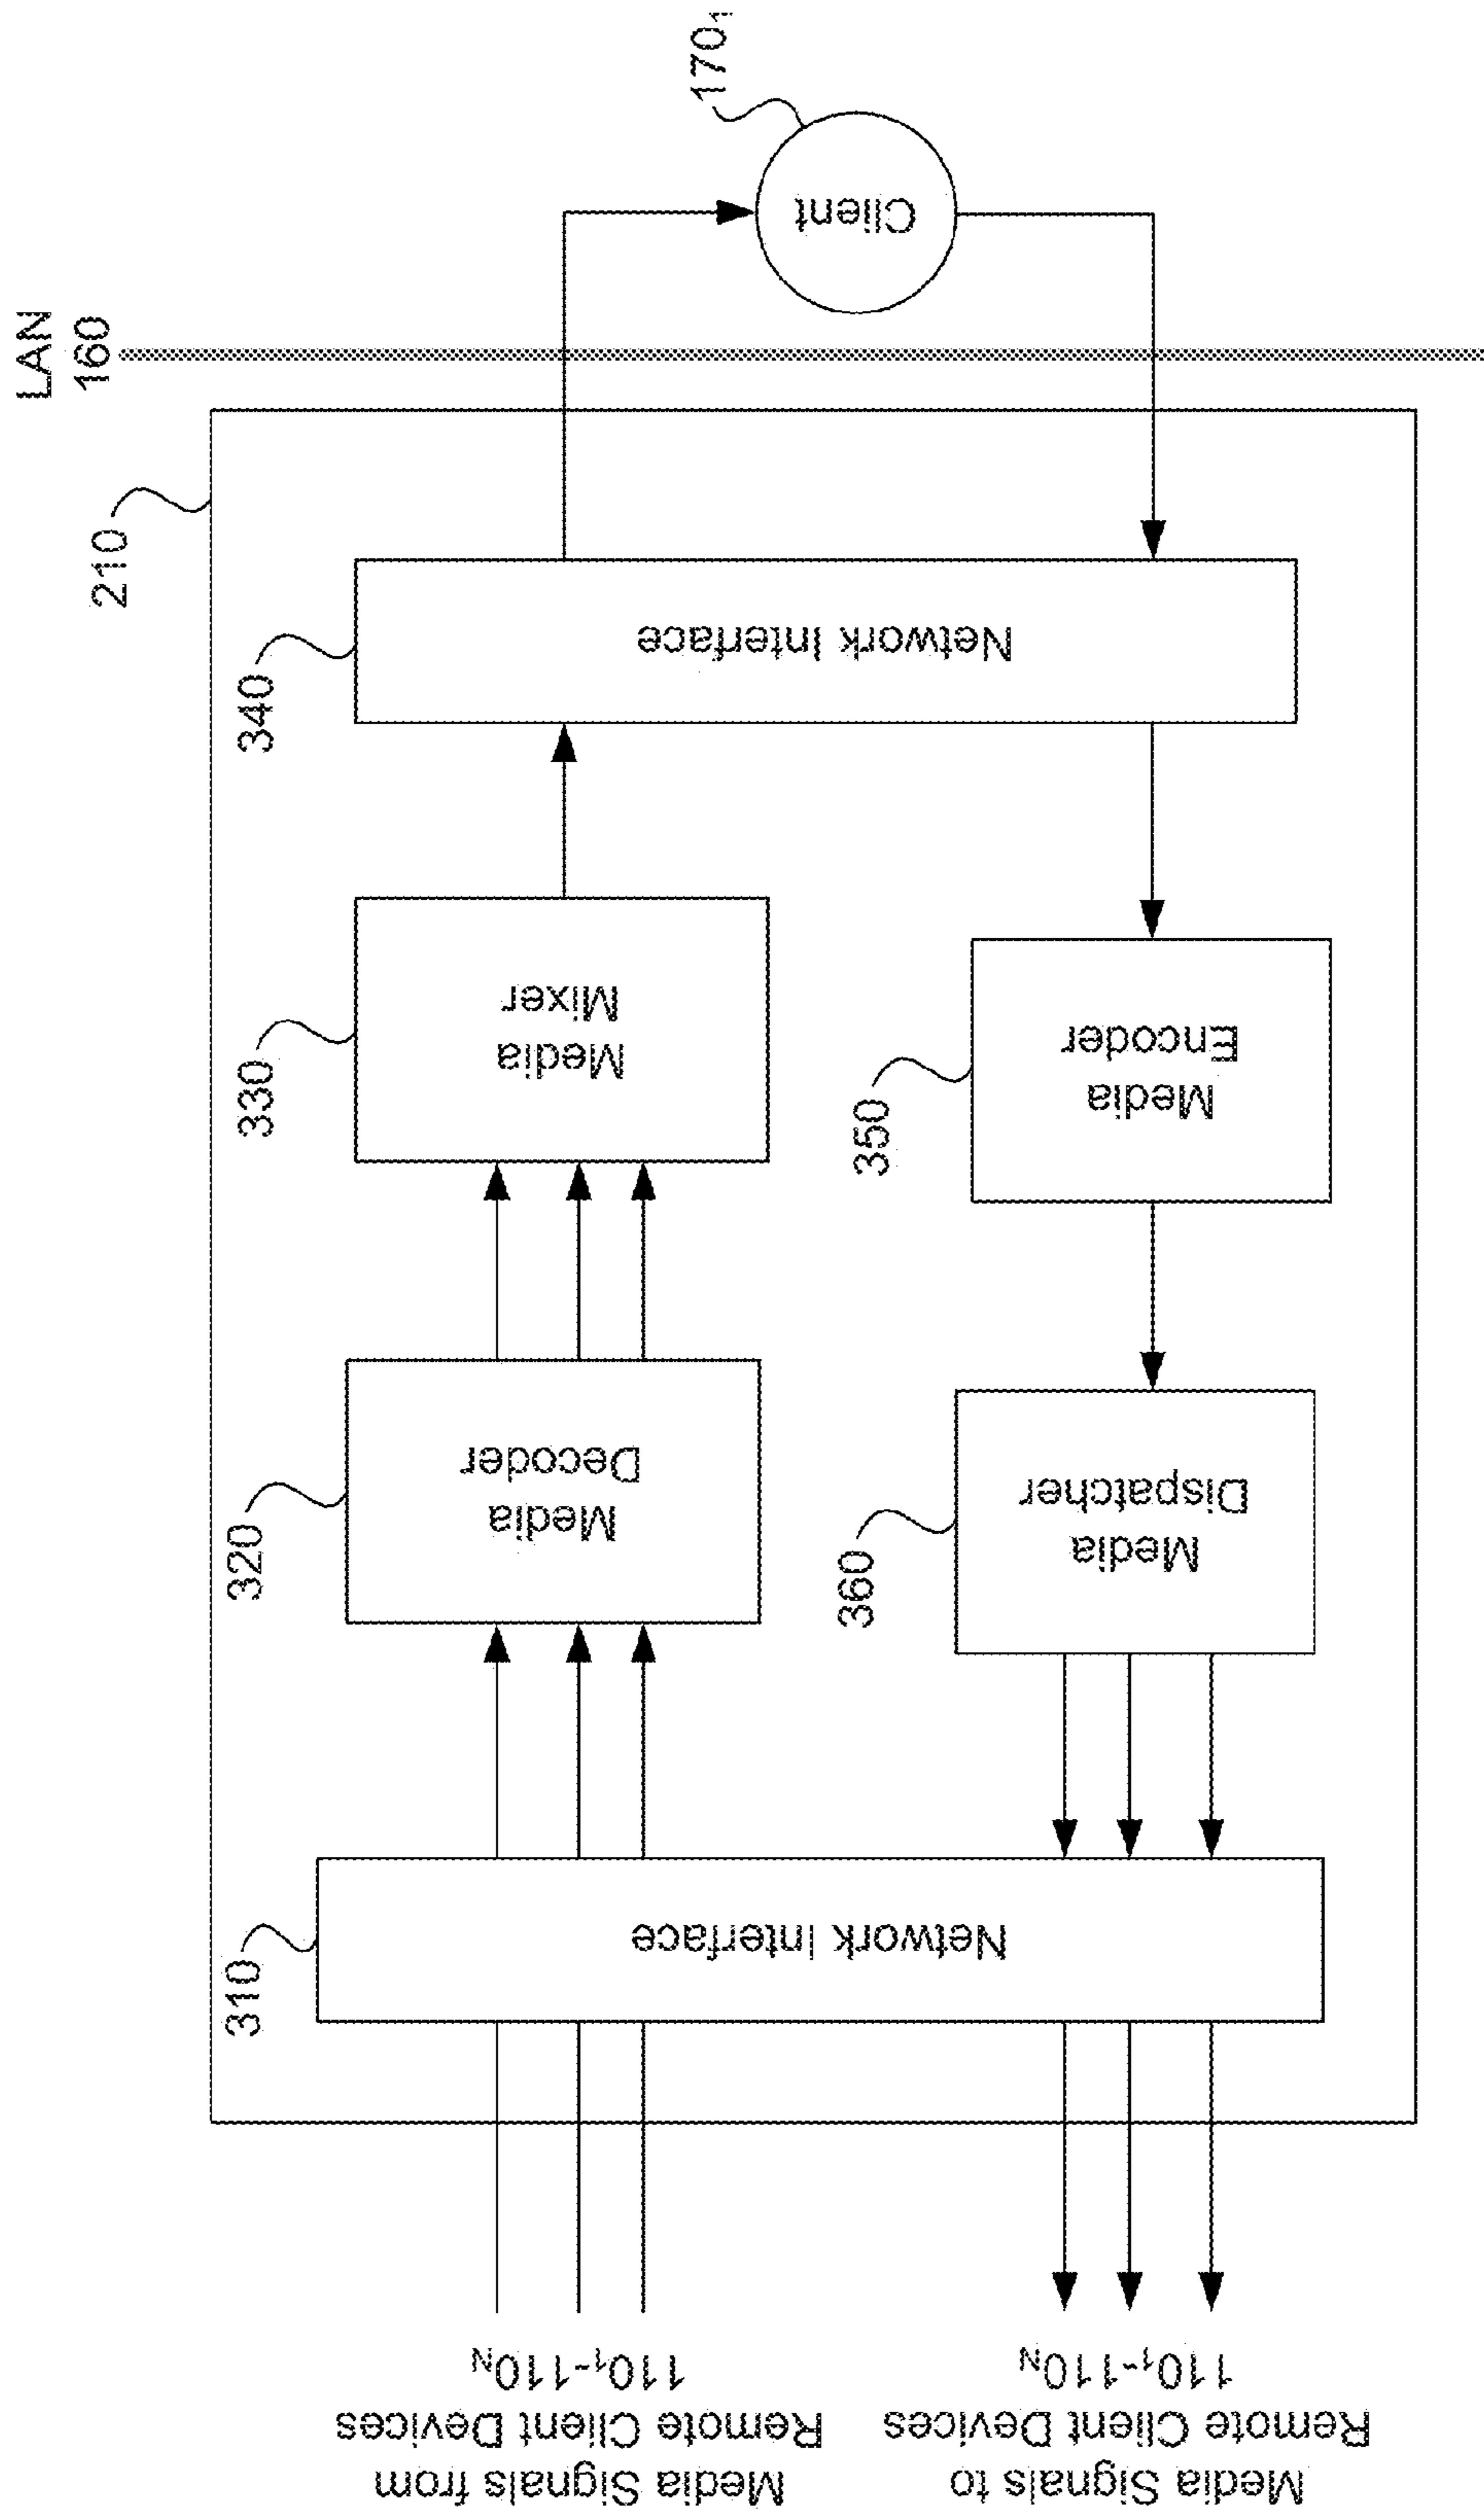 LAN
160
170₁
210
340
Network Interface
330
Media
Mixer
350
Media
Encoder
320
Media
Decoder
360
Media
Dispatcher
310
Network Interface
Client
Media Signals from
Remote Client Devices
110₁-110N
Media Signals to
Remote Client Devices
110₁-110N